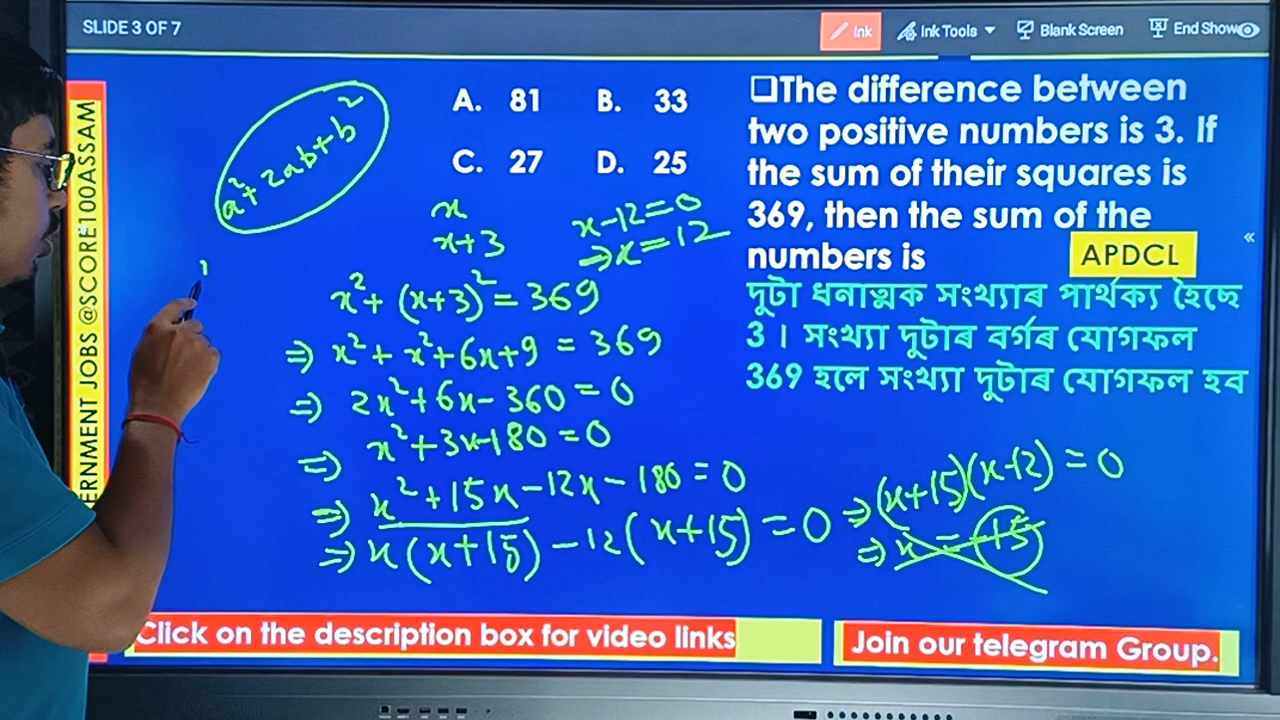 SLIDE 3 OF 7
Ink
Ink Tools
Blank Screen
End Show
ERNMENT JOBS @SCORE100ASSAM
a²+2ab+b²
A. 81 B. 33
C. 27 D. 25
x
x+3
x-12=0
⇒x=12
x²+(x+3)²=369
⇒ x²+x²+6x+9=369
⇒ 2x²+6x-360=0
⇒ x²+3x-180=0
⇒ x²+15x-12x-180=0
⇒ x(x+15)-12(x+15)=0
⇒(x+15)(x-12)=0
⇒ x=-15
❑The difference between
two positive numbers is 3. If
the sum of their squares is
369, then the sum of the
numbers is
APDCL
দুটা ধনাত্মক সংখ্যাৰ পাৰ্থক্য হৈছে
3 । সংখ্যা দুটাৰ বৰ্গৰ যোগফল
369 হলে সংখ্যা দুটাৰ যোগফল হব
Click on the description box for video links
Join our telegram Group.